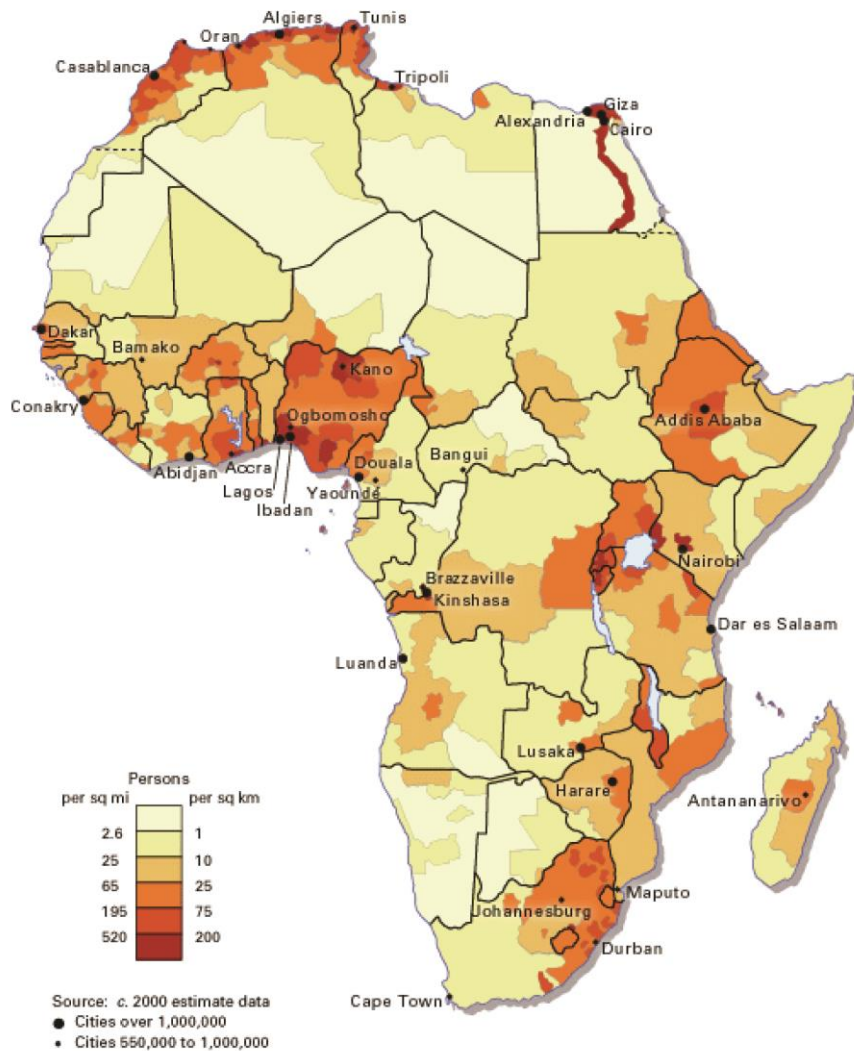 Algiers
Tunis
Oran
Casablanca
Tripoli
Giza
Alexandria
Cairo
Dakar
Bamako
Kano
Conakry
Ogbomosho
Addis Ababa
Abidjan
Accra
Douala
Bangui
Lagos
Yaoundé
Ibadan
Nairobi
Brazzaville
Kinshasa
Dar es Salaam
Luanda
Lusaka
Harare
Antananarivo
Maputo
Johannesburg
Durban
Cape Town
Persons
per sq mi per sq km
2.6 1
25 10
65 25
195 75
520 200
Source: c. 2000 estimate data
Cities over 1,000,000
Cities 550,000 to 1,000,000